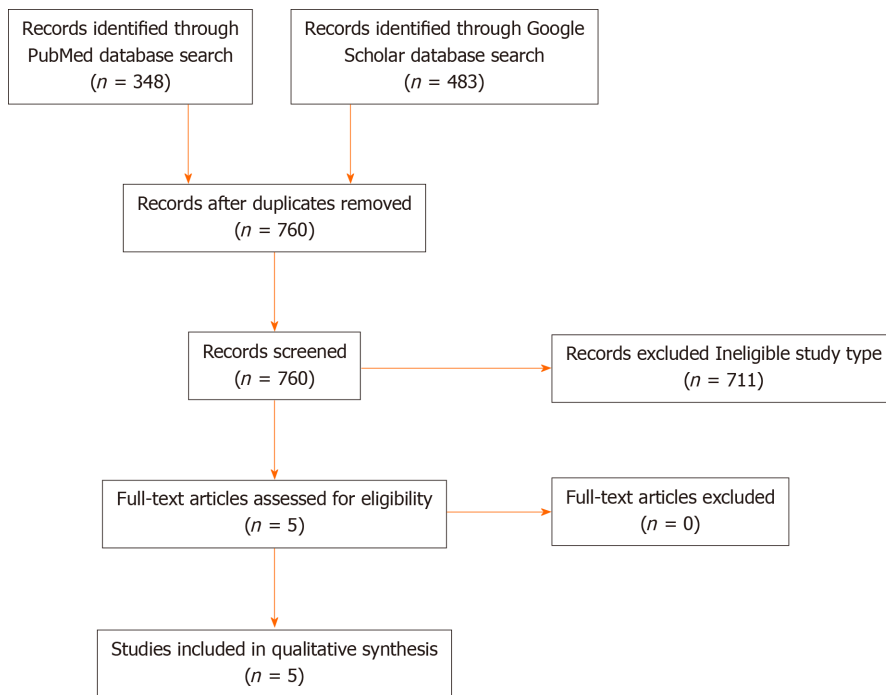 Records identified through
PubMed database search
(n = 348)
Records identified through Google
Scholar database search
(n = 483)
Records after duplicates removed
(n = 760)
Records screened
(n = 760)
Records excluded Ineligible study type
(n = 711)
Full-text articles assessed for eligibility
(n = 5)
Full-text articles excluded
(n = 0)
Studies included in qualitative synthesis
(n = 5)